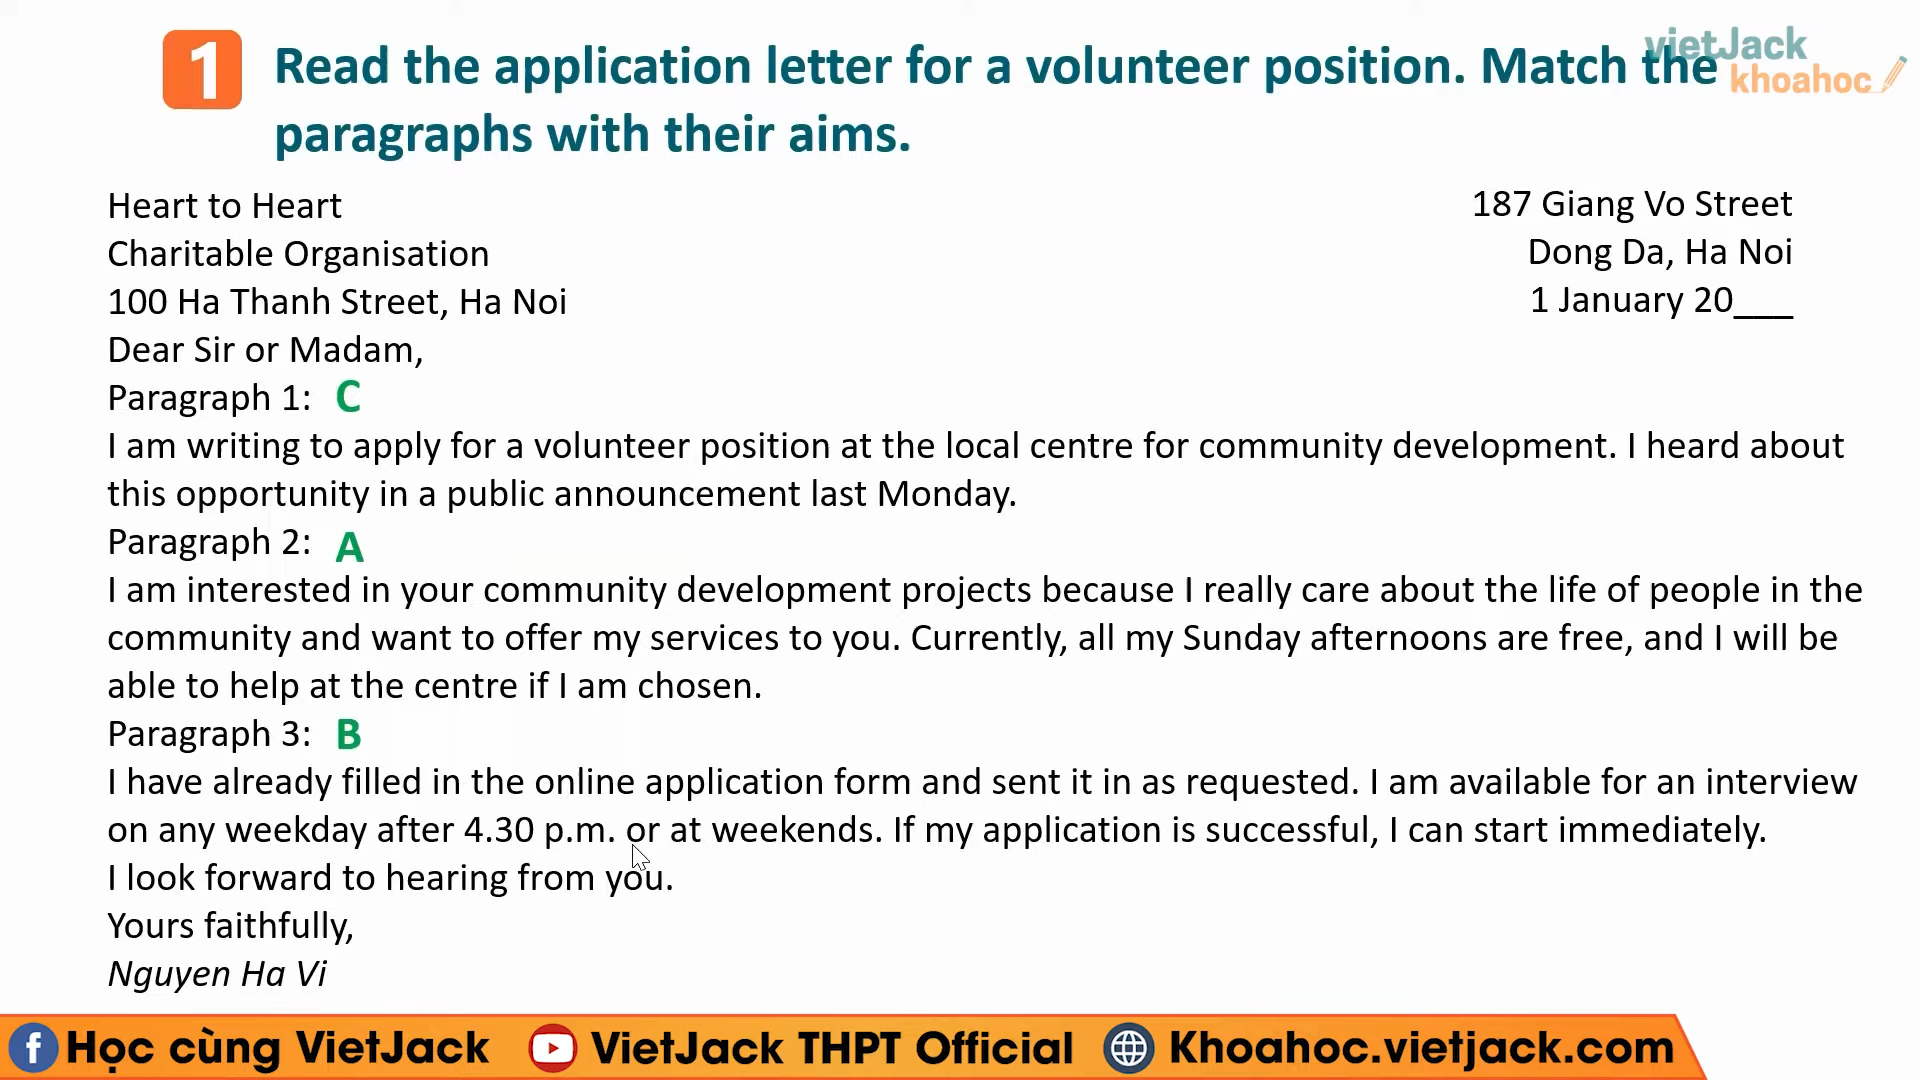 1 Read the application letter for a volunteer position. Match the
paragraphs with their aims.
vietJack
khoahoc
Heart to Heart
Charitable Organisation
100 Ha Thanh Street, Ha Noi
187 Giang Vo Street
Dong Da, Ha Noi
1 January 20___
Dear Sir or Madam,
Paragraph 1: C
I am writing to apply for a volunteer position at the local centre for community development. I heard about
this opportunity in a public announcement last Monday.
Paragraph 2: A
I am interested in your community development projects because I really care about the life of people in the
community and want to offer my services to you. Currently, all my Sunday afternoons are free, and I will be
able to help at the centre if I am chosen.
Paragraph 3: B
I have already filled in the online application form and sent it in as requested. I am available for an interview
on any weekday after 4.30 p.m. or at weekends. If my application is successful, I can start immediately.
I look forward to hearing from you.
Yours faithfully,
Nguyen Ha Vi
f Học cùng VietJack VietJack THPT Official Khoahoc.vietjack.com